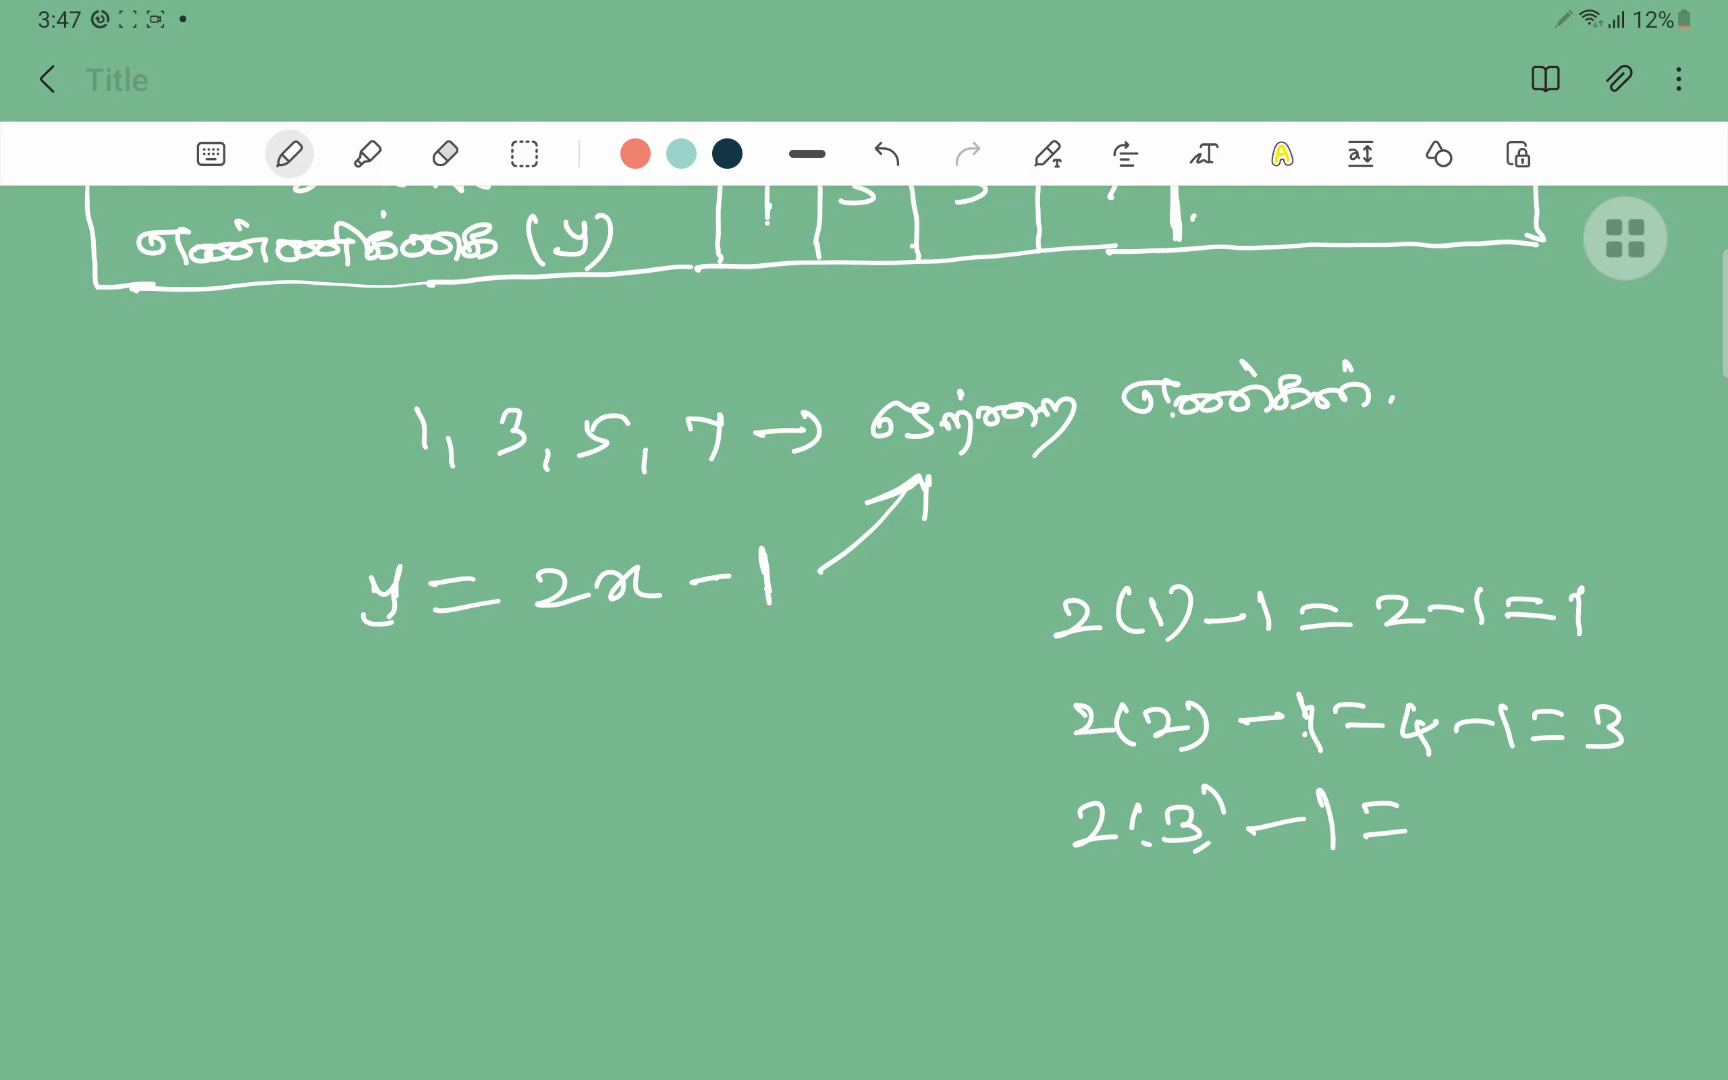 3:47 12%
Title
எண்ணிக்கை (y)
1, 3, 5, 7 → ஒற்றை எண்கள்.
y = 2x - 1
2(1) - 1 = 2 - 1 = 1
2(2) - 1 = 4 - 1 = 3
2(3) - 1 =